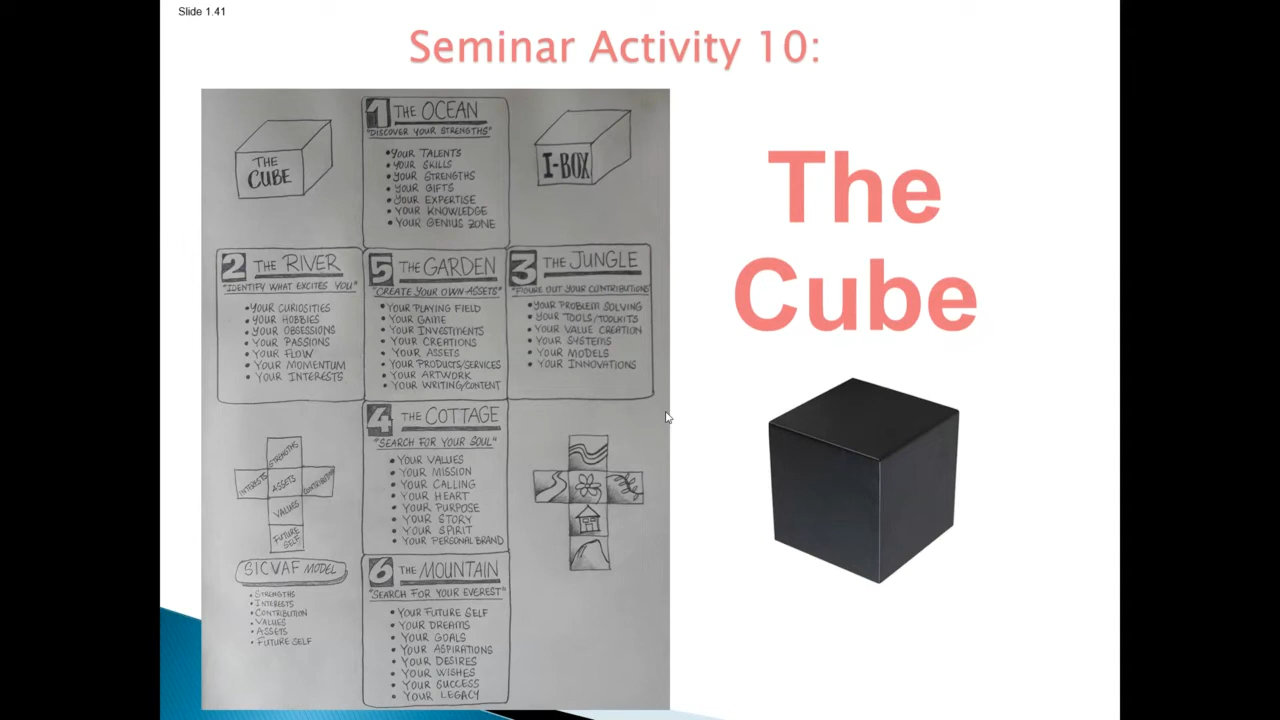 Slide 1.41
Seminar Activity 10:
THE
CUBE
1 THE OCEAN
"DISCOVER YOUR STRENGTHS"
•YOUR TALENTS
•YOUR SKILLS
•YOUR STRENGTHS
•YOUR GIFTS
•YOUR EXPERTISE
•YOUR KNOWLEDGE
•YOUR GENIUS ZONE
I-BOX
2 THE RIVER
"IDENTIFY WHAT EXCITES YOU"
•YOUR CURIOSITIES
•YOUR HOBBIES
•YOUR OBSESSIONS
•YOUR PASSIONS
•YOUR FLOW
•YOUR MOMENTUM
•YOUR INTERESTS
5 THE GARDEN
"CREATE YOUR OWN ASSETS"
•YOUR PLAYING FIELD
•YOUR GAME
•YOUR INVESTMENTS
•YOUR CREATIONS
•YOUR ASSETS
•YOUR PRODUCTS/SERVICES
•YOUR ARTWORK
•YOUR WRITING/CONTENT
3 THE JUNGLE
"FIGURE OUT YOUR CONTRIBUTIONS"
•YOUR PROBLEM SOLVING
•YOUR TOOLS/TOOLKITS
•YOUR VALUE CREATION
•YOUR SYSTEMS
•YOUR MODELS
•YOUR INNOVATIONS
4 THE COTTAGE
"SEARCH FOR YOUR SOUL"
•YOUR VALUES
•YOUR MISSION
•YOUR CALLING
•YOUR HEART
•YOUR PURPOSE
•YOUR STORY
•YOUR SPIRIT
•YOUR PERSONAL BRAND
STRENGTHS
INTERESTS
ASSETS
CONTRIBUTION
VALUES
FUTURE
SELF
SICVAF MODEL
•STRENGTHS
•INTERESTS
•CONTRIBUTION
•VALUES
•ASSETS
•FUTURE SELF
6 THE MOUNTAIN
"SEARCH FOR YOUR EVEREST"
•YOUR FUTURE SELF
•YOUR DREAMS
•YOUR GOALS
•YOUR ASPIRATIONS
•YOUR DESIRES
•YOUR WISHES
•YOUR SUCCESS
•YOUR LEGACY
The
Cube